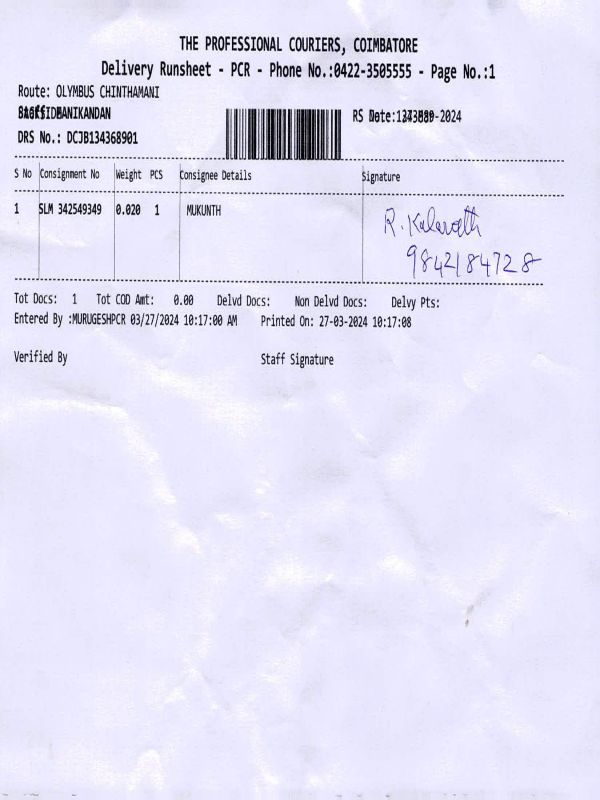 THE PROFESSIONAL COURIERS, COIMBATORE
Delivery Runsheet - PCR - Phone No.:0422-3505555 - Page No.:1
Route: OLYMBUS CHINTHAMANI
RS Date: -2024
DRS No.: DCJB134368901
S No Consignment No Weight PCS Consignee Details Signature
1 SLM 342549349 0.020 1 MUKUNTH
R.
9842184728
Tot Docs: 1 Tot COD Amt: 0.00 Delvd Docs: Non Delvd Docs: Delvy Pts:
Entered By :MURUGESHPCR 03/27/2024 10:17:00 AM Printed On: 27-03-2024 10:17:08
Verified By Staff Signature